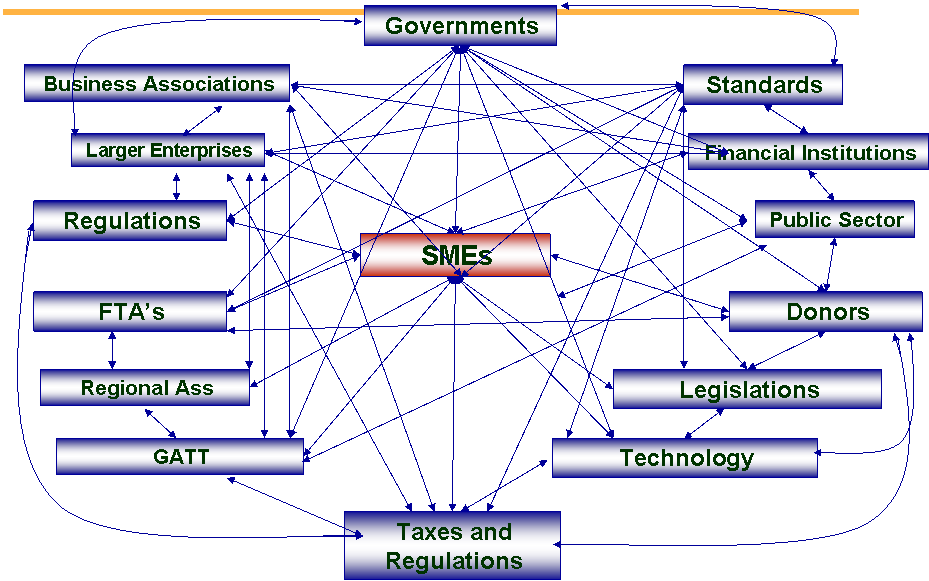 Governments
Business Associations
Standards
Larger Enterprises
Financial Institutions
Regulations
Public Sector
SMEs
FTA's
Donors
Regional Ass
Legislations
GATT
Technology
Taxes and
Regulations